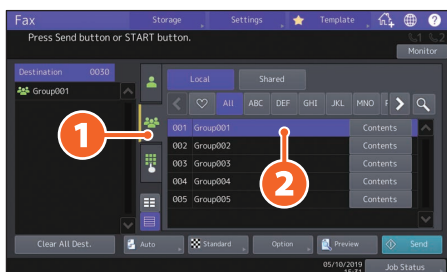 Fax Storage Settings Template
Press Send button or START button.
Monitor
Destination 0030
Group001
Local Shared
All ABC DEF GHI JKL MNO
001 Group001 Contents
002 Group002 Contents
003 Group003 Contents
004 Group004 Contents
005 Group005 Contents
1
2
Clear All Dest. Auto Standard Option Preview Send
05/10/2019
15:31
Job Status